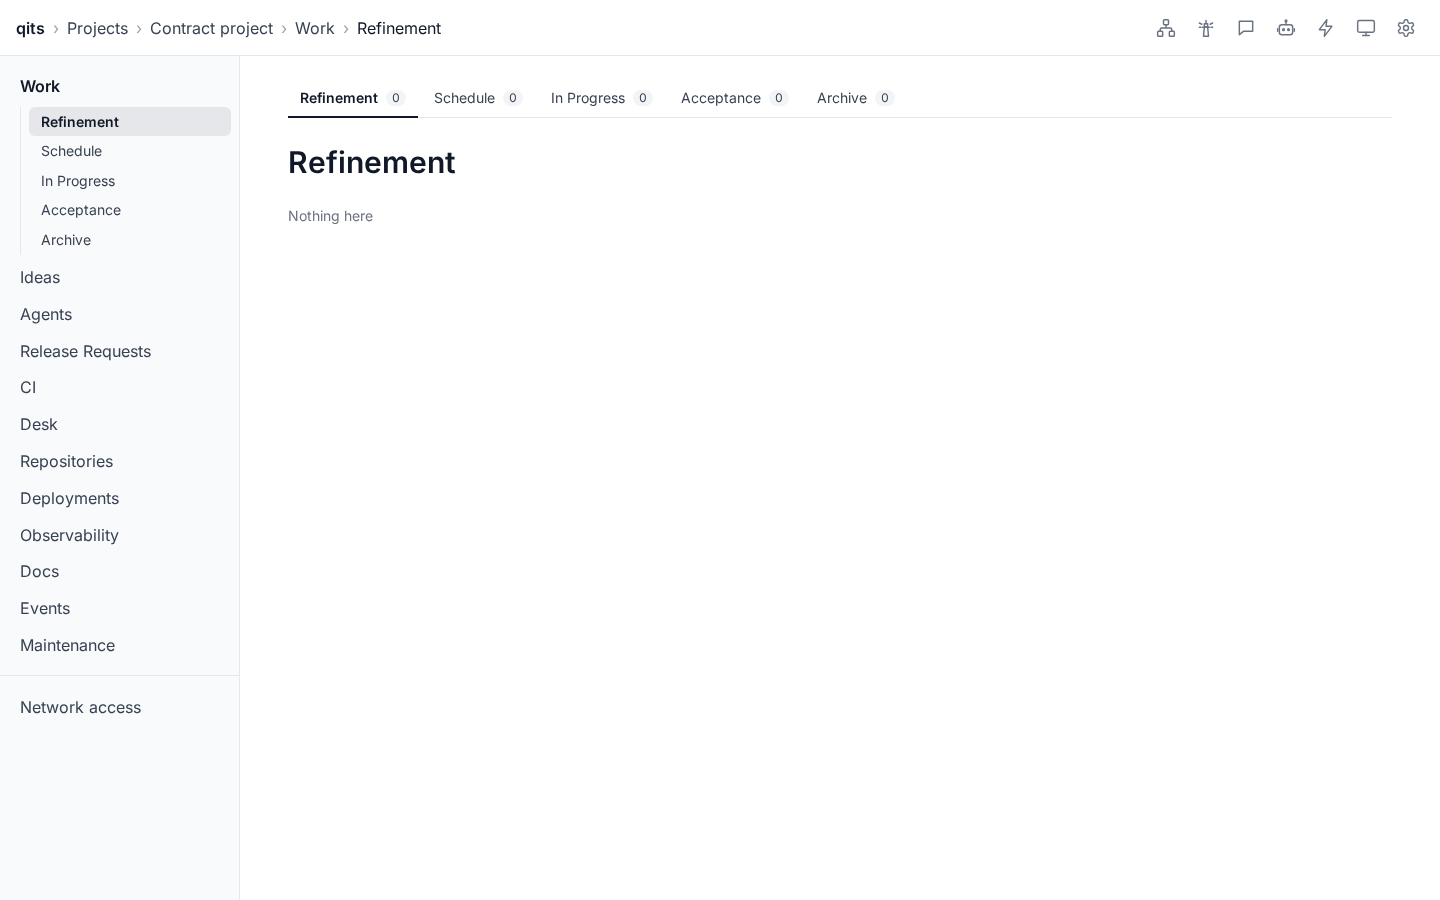 qits › Projects › Contract project › Work › Refinement
Work
Refinement
Schedule
In Progress
Acceptance
Archive
Ideas
Agents
Release Requests
CI
Desk
Repositories
Deployments
Observability
Docs
Events
Maintenance
Network access
Refinement 0 Schedule 0 In Progress 0 Acceptance 0 Archive 0
Refinement
Nothing here